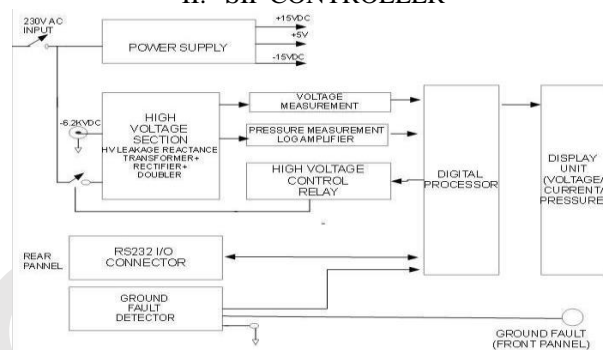 II. SIP CONTROLLER
230V AC
INPUT
POWER SUPPLY
+15VDC
+5V
-15VDC
-6.2KVDC
HIGH
VOLTAGE
SECTION
HV LEAKAGE REACTANCE
TRANSFORMER+
RECTIFIER+
DOUBLER
VOLTAGE
MEASUREMENT
PRESSURE MEASUREMENT
LOG AMPLIFIER
HIGH VOLTAGE
CONTROL
RELAY
DIGITAL
PROCESSOR
DISPLAY
UNIT
(VOLTAGE/
CURRENT/
PRESSURE
REAR
PANNEL
RS232 I/O
CONNECTOR
GROUND
FAULT
DETECTOR
GROUND FAULT
(FRONT PANNEL)